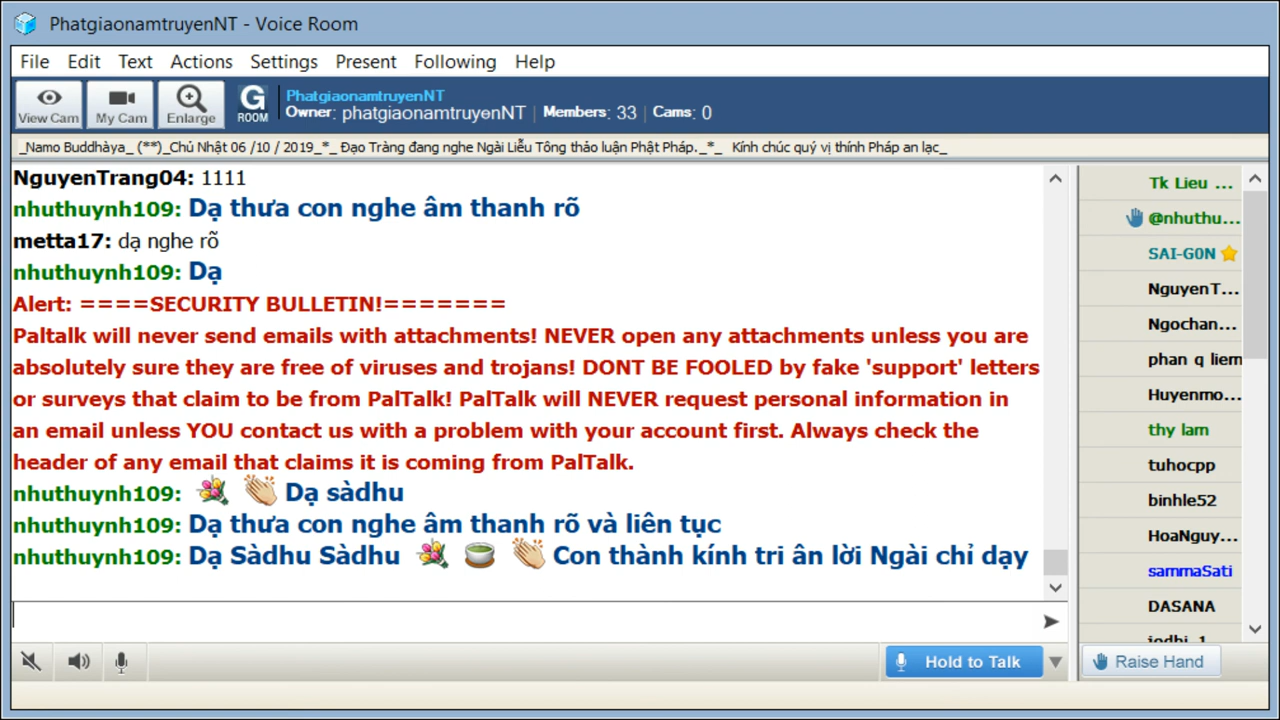 PhatgiaonamtruyenNT - Voice Room
File Edit Text Actions Settings Present Following Help
View Cam My Cam Enlarge G ROOM
PhatgiaonamtruyenNT
Owner: phatgiaonamtruyenNT | Members: 33 | Cams: 0
_Namo Buddhàya_ (**)_Chủ Nhật 06 /10 / 2019_*_ Đạo Tràng đang nghe Ngài Liễu Tông thảo luận Phật Pháp._*_ Kính chúc quý vị thính Pháp an lạc_
NguyenTrang04: 1111
nhuthuynh109: Dạ thưa con nghe âm thanh rõ
metta17: dạ nghe rõ
nhuthuynh109: Dạ
Alert: ====SECURITY BULLETIN!=======
Paltalk will never send emails with attachments! NEVER open any attachments unless you are
absolutely sure they are free of viruses and trojans! DONT BE FOOLED by fake 'support' letters
or surveys that claim to be from PalTalk! PalTalk will NEVER request personal information in
an email unless YOU contact us with a problem with your account first. Always check the
header of any email that claims it is coming from PalTalk.
nhuthuynh109: Dạ sàdhu
nhuthuynh109: Dạ thưa con nghe âm thanh rõ và liên tục
nhuthuynh109: Dạ Sàdhu Sàdhu Con thành kính tri ân lời Ngài chỉ dạy
Tk Lieu ...
@nhuthu...
SAI-G0N
NguyenT...
Ngochan...
phan q liem
Huyenmo...
thy lam
tuhocpp
binhle52
HoaNguy...
sammaSati
DASANA
Hold to Talk
Raise Hand